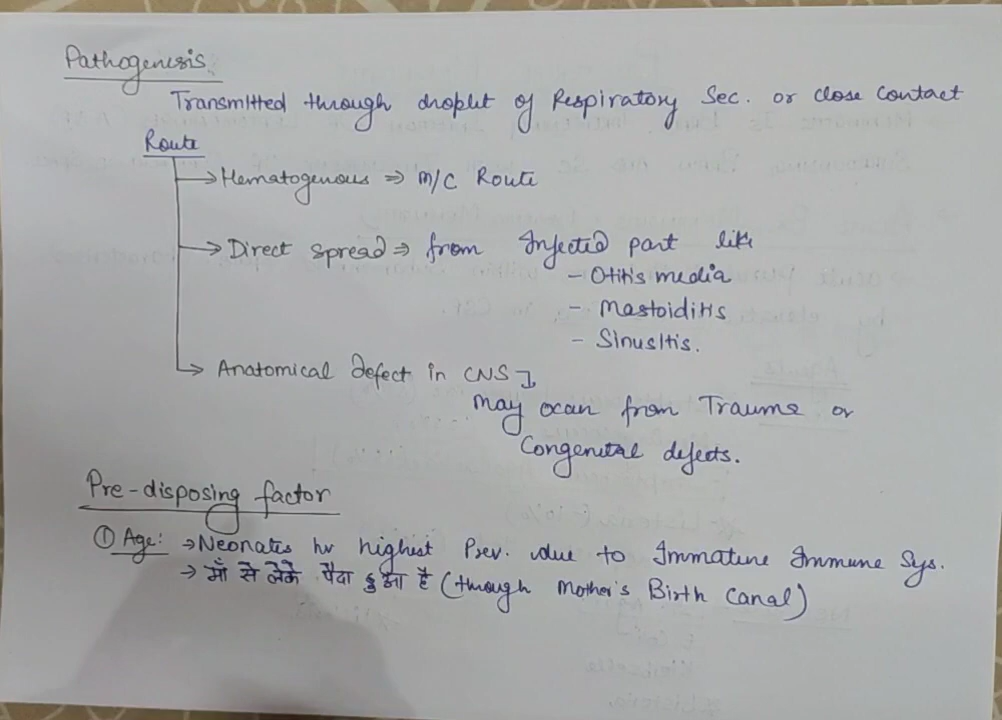 Pathogenesis
Transmitted through droplet of Respiratory Sec. or close Contact
Route
→ Hematogenous ⇒ M/C Route
→ Direct spread ⇒ from Infected part like
- Otitis media
- Mastoiditis
- Sinusitis.
→ Anatomical defect in CNS
may occur from Trauma or
Congenital defects.
Pre-disposing factor
① Age: → Neonates hv highest Prev. due to Immature Immune Sys.
→ माँ से लेके पैदा हुआ है (through Mother's Birth Canal)